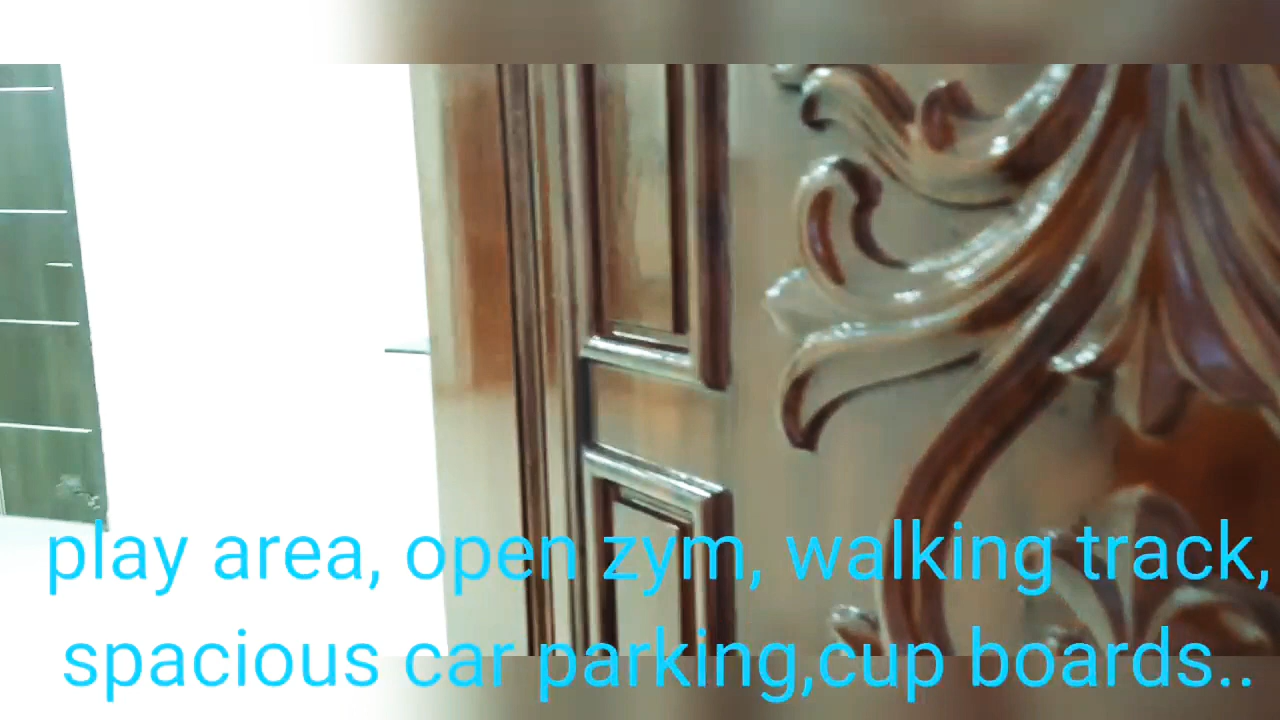 play area, open zym, walking track,
spacious car parking,cup boards..